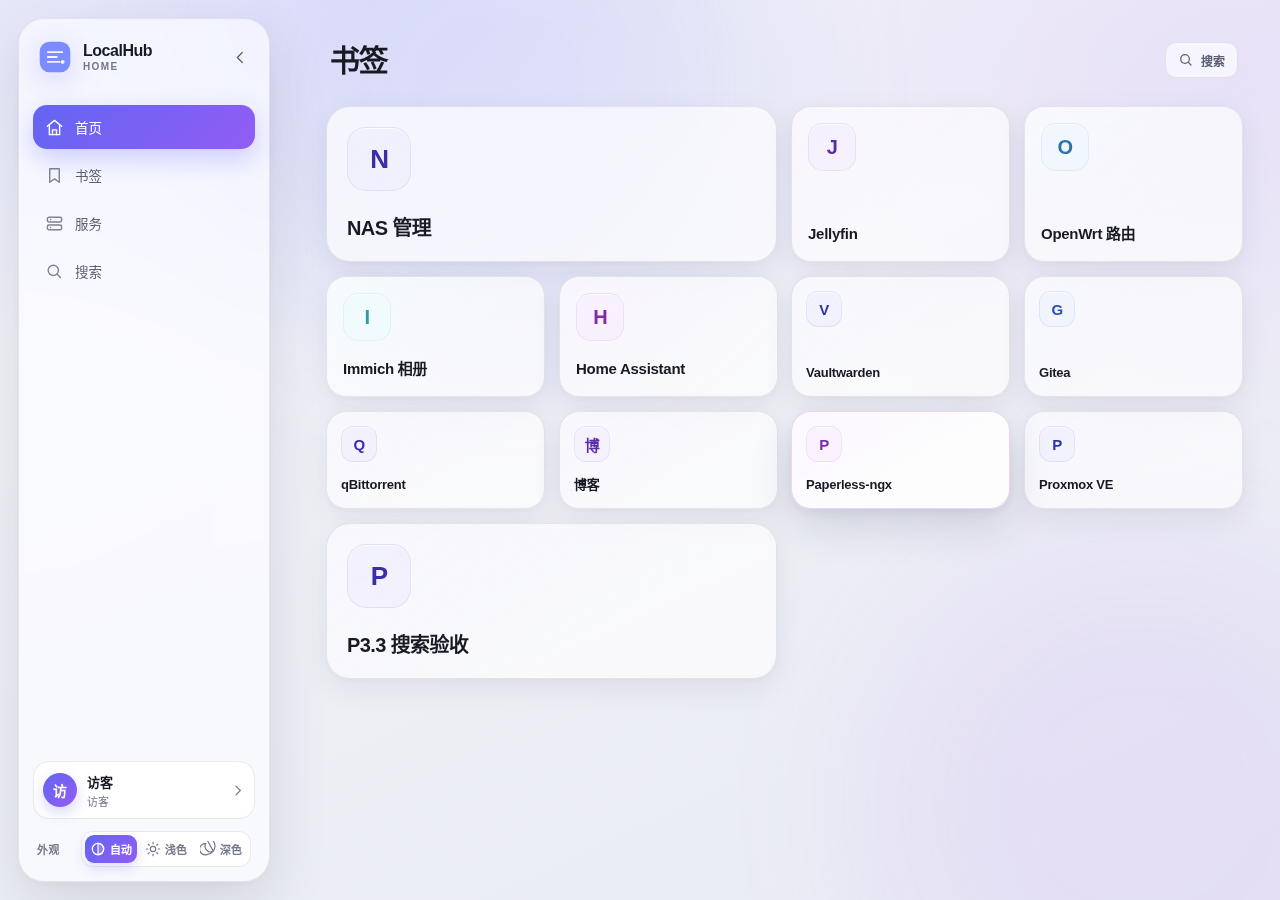 LocalHub
HOME
首页
书签
服务
搜索
访
访客
访客
外观
自动
浅色
深色
书签
搜索
N
NAS 管理
J
Jellyfin
O
OpenWrt 路由
I
Immich 相册
H
Home Assistant
V
Vaultwarden
G
Gitea
Q
qBittorrent
博
博客
P
Paperless-ngx
P
Proxmox VE
P
P3.3 搜索验收